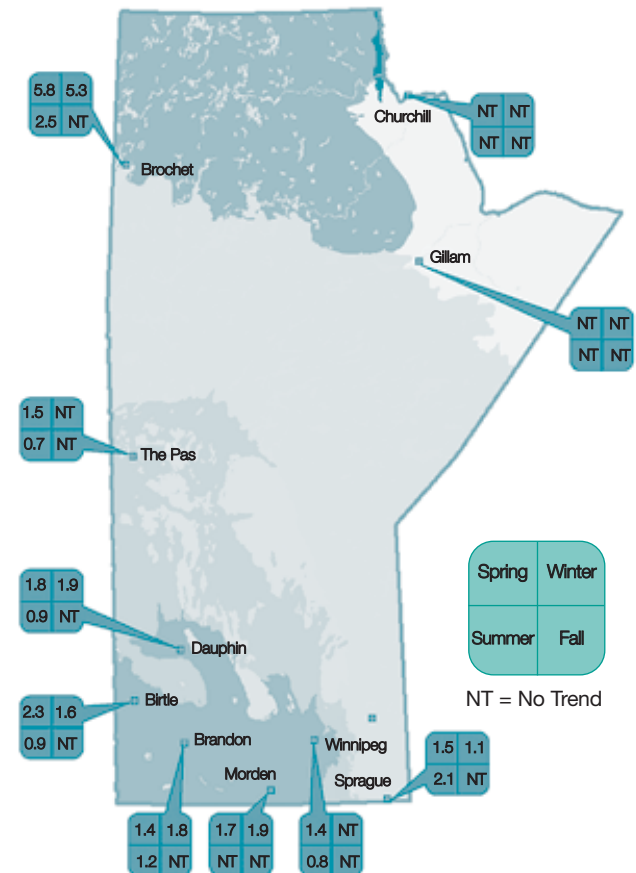 5.8 5.3
2.5 NT
Brochet
Churchill
NT NT
NT NT
Gillam
NT NT
NT NT
1.5 NT
0.7 NT
The Pas
1.8 1.9
0.9 NT
Dauphin
Spring Winter
Summer Fall
NT = No Trend
2.3 1.6
0.9 NT
Birtle
Brandon
Winnipeg
Morden
Sprague
1.5 1.1
2.1 NT
1.4 1.8
1.2 NT
1.7 1.9
NT NT
1.4 NT
0.8 NT